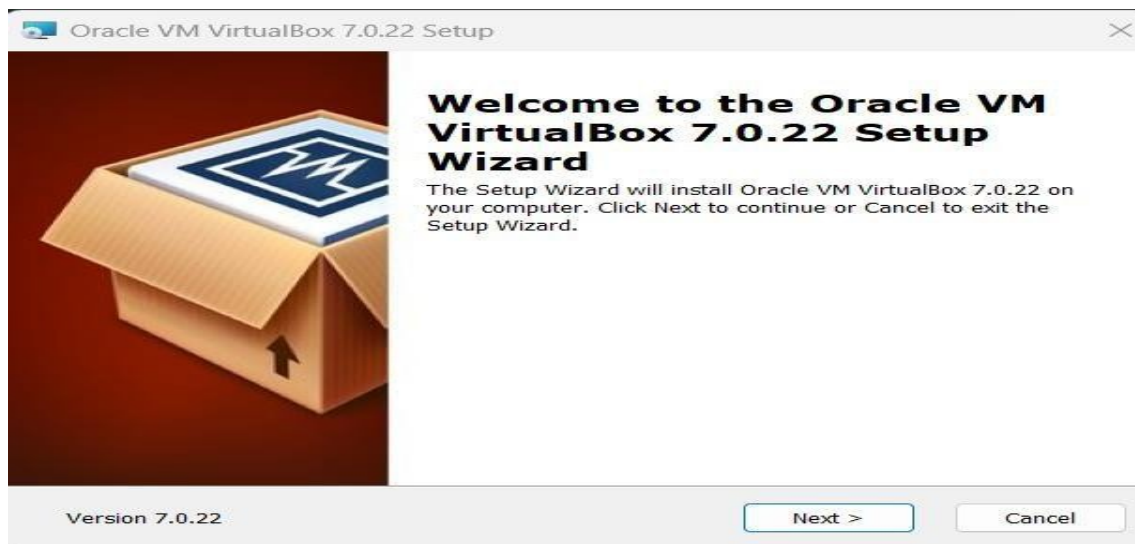 Oracle VM VirtualBox 7.0.22 Setup
Welcome to the Oracle VM
VirtualBox 7.0.22 Setup
Wizard
The Setup Wizard will install Oracle VM VirtualBox 7.0.22 on
your computer. Click Next to continue or Cancel to exit the
Setup Wizard.
Version 7.0.22
Next >
Cancel